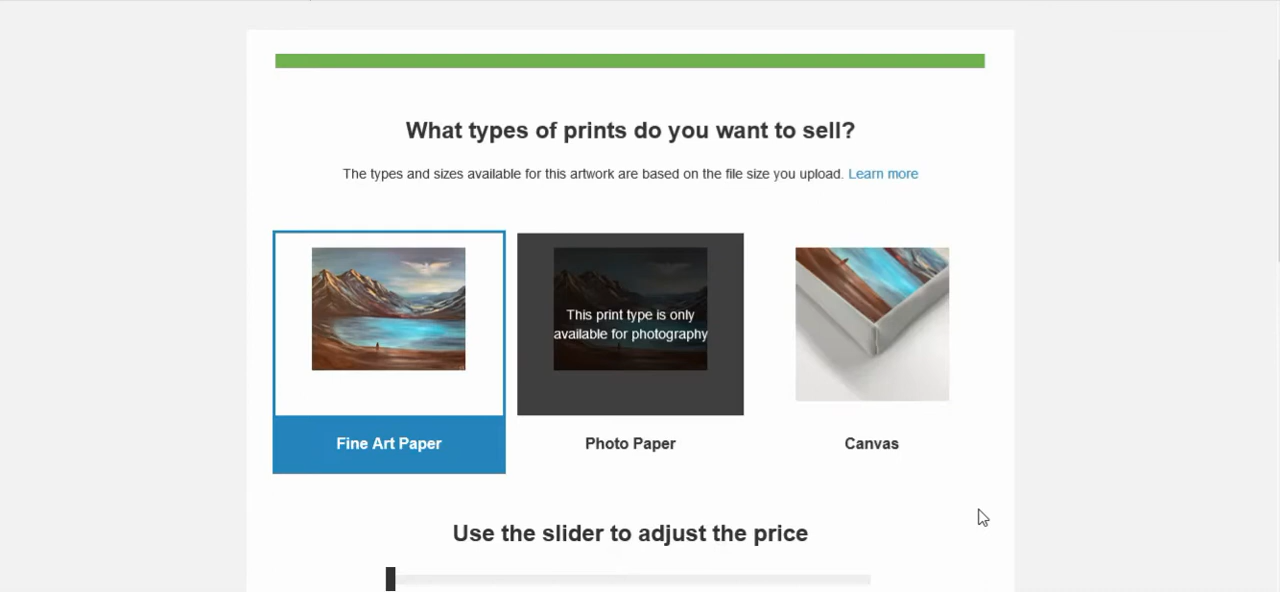 What types of prints do you want to sell?
The types and sizes available for this artwork are based on the file size you upload. Learn more
This print type is only
available for photography
Fine Art Paper
Photo Paper
Canvas
Use the slider to adjust the price